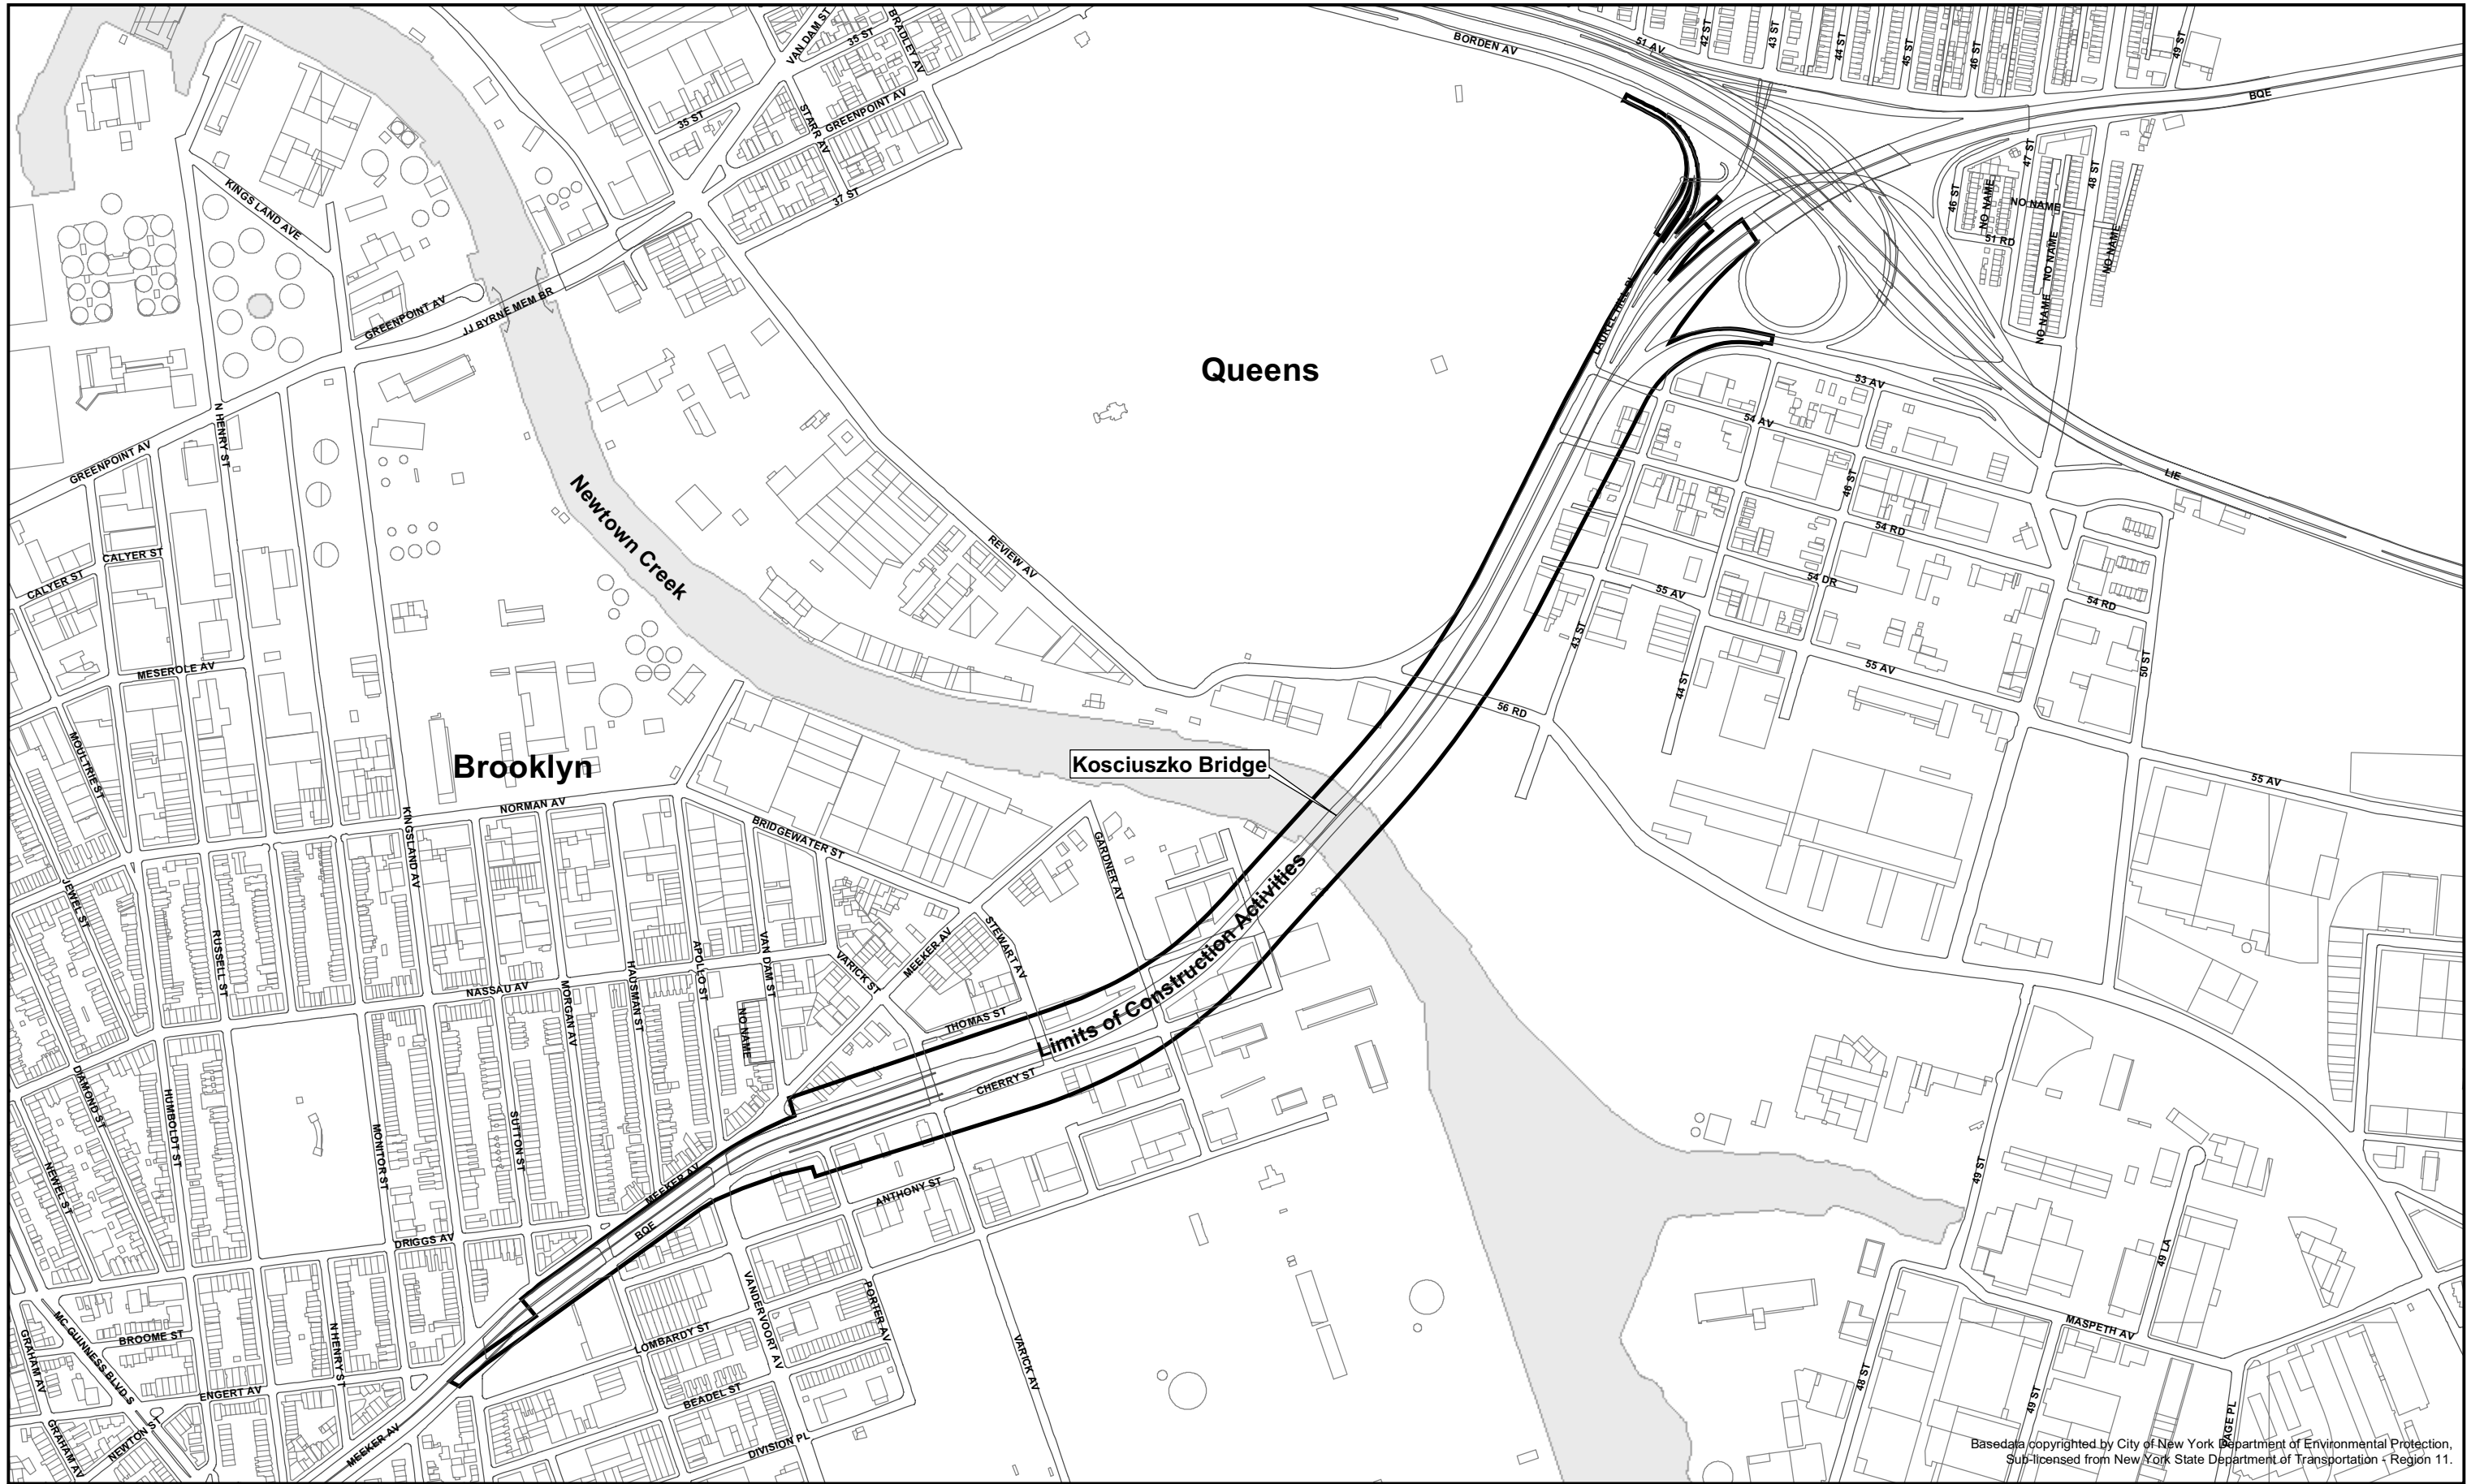 VAN DAM ST
35 ST
BRADLEY AV
BORDEN AV
51 AV
42 ST
43 ST
44 ST
45 ST
46 ST
49 ST
BQE
35 ST
STARR AV
GREENPOINT AV
37 ST
KINGS LAND AVE
GREENPOINT AV
JJ BYRNE MEM BR
46 ST
NO NAME
47 ST
NO NAME
48 ST
51 RD
NO NAME
NO NAME
NO NAME
Queens
53 AV
54 AV
46 ST
LIE
N HENRY ST
GREENPOINT AV
Newtown Creek
REVIEW AV
54 RD
54 DR
55 AV
54 RD
CALYER ST
CALYER ST
MESEROLE AV
43 ST
44 ST
55 AV
50 ST
56 RD
55 AV
MOULTRIE ST
Brooklyn
Kosciuszko Bridge
NORMAN AV
KINGSLAND AV
BRIDGEWATER ST
GARDNER AV
Limits of Construction Activities
JEWEL ST
RUSSELL ST
NASSAU AV
MORGAN AV
HAUSMAN ST
APOLLO ST
VAN DAM ST
VARICK ST
MEEKER AV
STEWART AV
THOMAS ST
NO NAME
CHERRY ST
DIAMOND ST
HUMBOLDT ST
MONITOR ST
SUTTON ST
NEWEL ST
MEEKER AV
BQE
ANTHONY ST
DRIGGS AV
49 ST
49 LA
VANDERVOORT AV
PORTER AV
LOMBARDY ST
VARICK AV
MC GUINNESS BLVD S
BROOME ST
GRAHAM AV
N HENRY ST
ENGERT AV
BEADEL ST
MASPETH AV
48 ST
49 ST
GRAHAM AV
NEWTON ST
MEEKER AV
DIVISION PL
Basedata copyrighted by City of New York Department of Environmental Protection,
Sub-licensed from New York State Department of Transportation - Region 11.